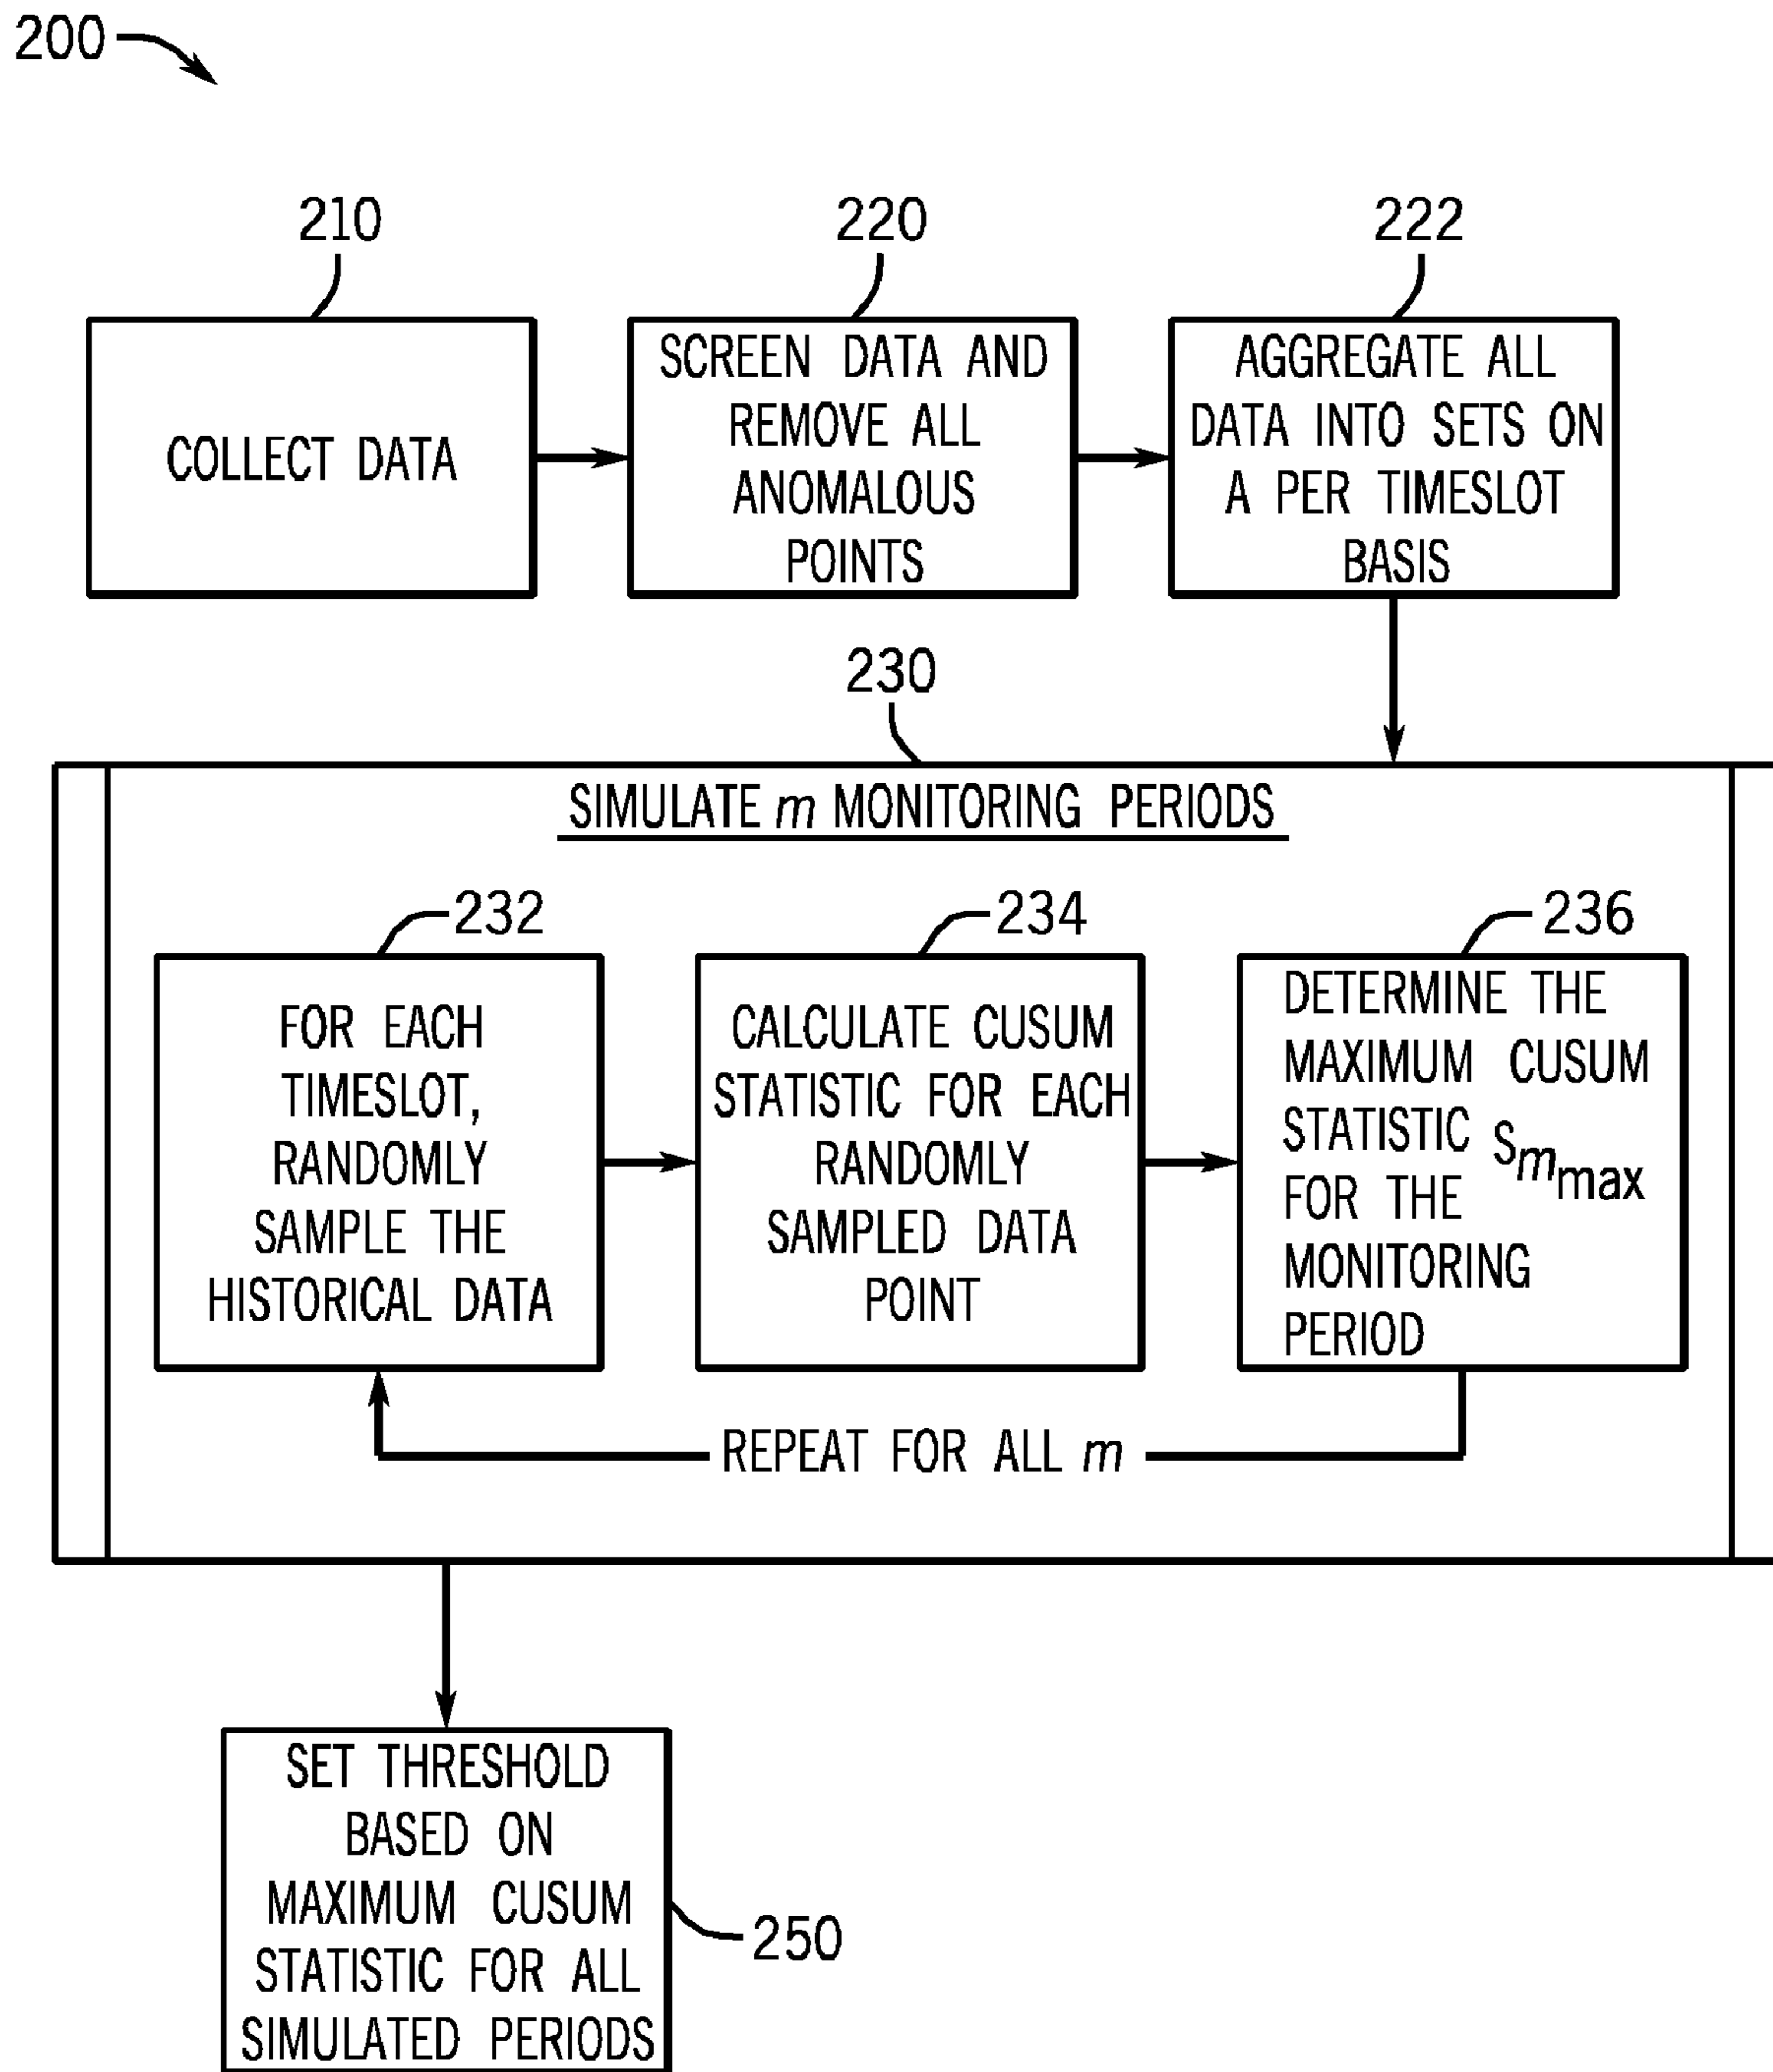 200
210
220
222
COLLECT DATA
SCREEN DATA AND
REMOVE ALL
ANOMALOUS
POINTS
AGGREGATE ALL
DATA INTO SETS ON
A PER TIMESLOT
BASIS
230
SIMULATE m MONITORING PERIODS
232
234
236
FOR EACH
TIMESLOT,
RANDOMLY
SAMPLE THE
HISTORICAL DATA
CALCULATE CUSUM
STATISTIC FOR EACH
RANDOMLY
SAMPLED DATA
POINT
DETERMINE THE
MAXIMUM CUSUM
STATISTIC Smmax
FOR THE
MONITORING
PERIOD
REPEAT FOR ALL m
SET THRESHOLD
BASED ON
MAXIMUM CUSUM
STATISTIC FOR ALL
SIMULATED PERIODS
250